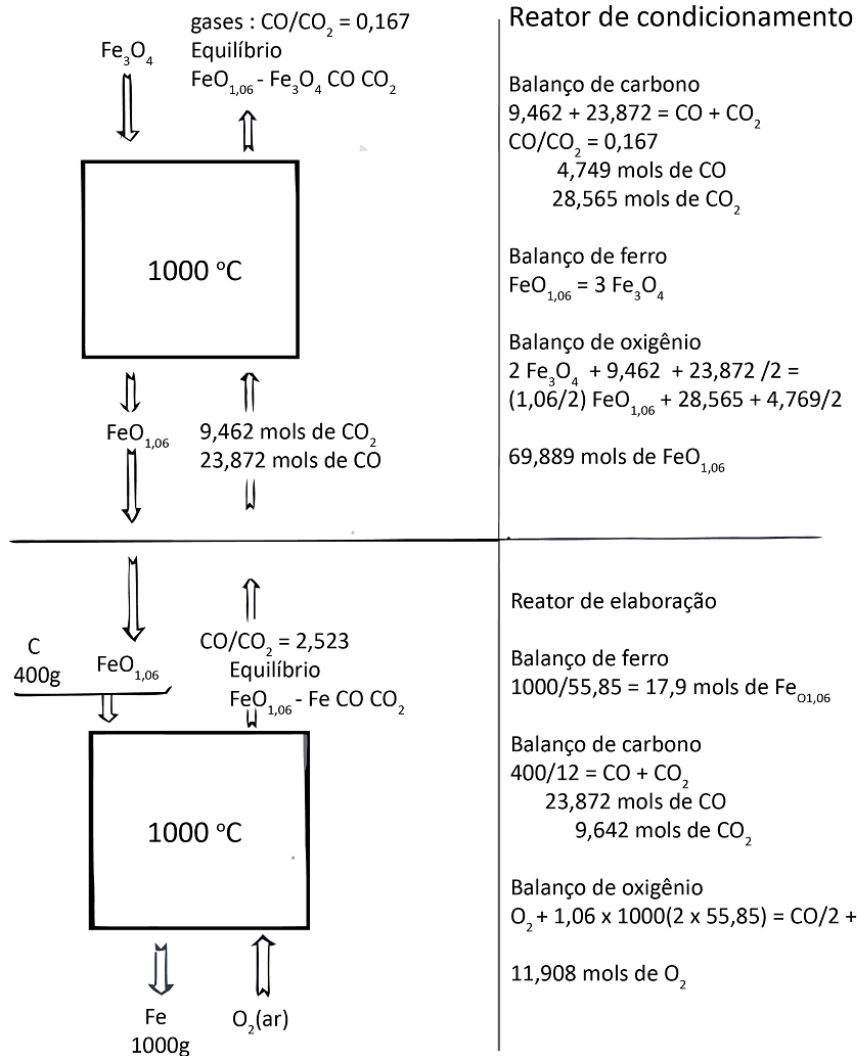 gases : CO/CO₂ = 0,167
Fe₃O₄
Equilíbrio
FeO₁,₀₆ - Fe₃O₄ CO CO₂
1000 °C
FeO₁,₀₆
9,462 mols de CO₂
23,872 mols de CO
Reator de condicionamento
Balanço de carbono
9,462 + 23,872 = CO + CO₂
CO/CO₂ = 0,167
4,749 mols de CO
28,565 mols de CO₂
Balanço de ferro
FeO₁,₀₆ = 3 Fe₃O₄
Balanço de oxigênio
2 Fe₃O₄ + 9,462 + 23,872 /2 =
(1,06/2) FeO₁,₀₆ + 28,565 + 4,769/2
69,889 mols de FeO₁,₀₆
C
400g
FeO₁,₀₆
CO/CO₂ = 2,523
Equilíbrio
FeO₁,₀₆ - Fe CO CO₂
1000 °C
Fe
1000g
O₂(ar)
Reator de elaboração
Balanço de ferro
1000/55,85 = 17,9 mols de Feₒ₁,₀₆
Balanço de carbono
400/12 = CO + CO₂
23,872 mols de CO
9,642 mols de CO₂
Balanço de oxigênio
O₂ + 1,06 x 1000(2 x 55,85) = CO/2 +
11,908 mols de O₂